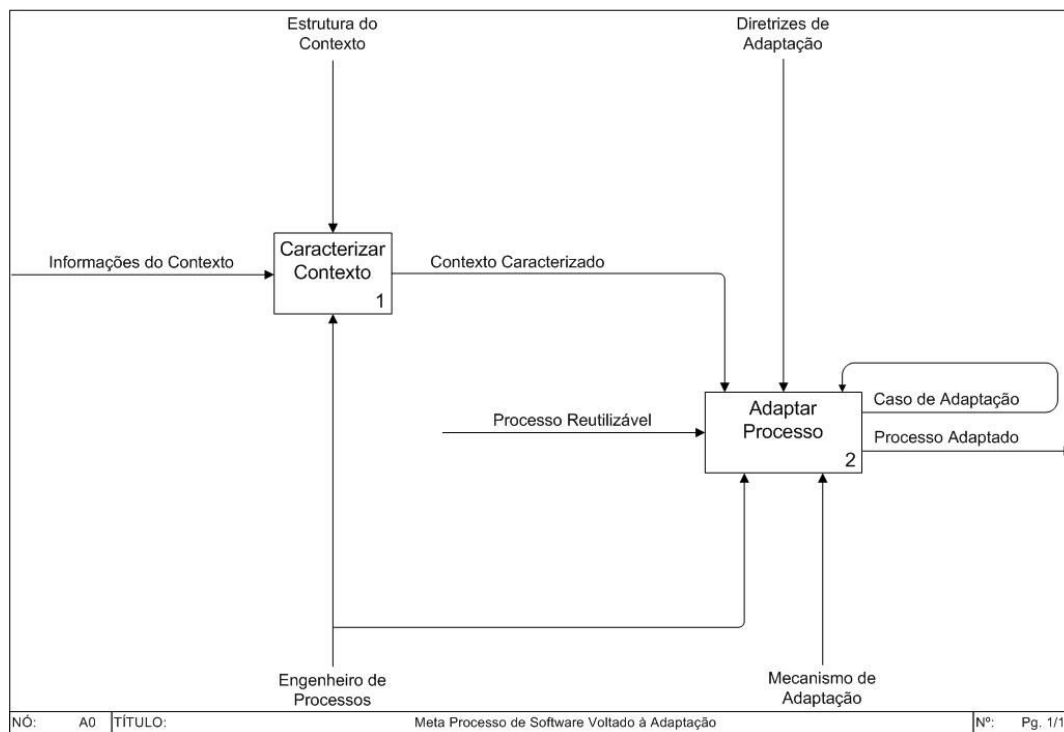 Estrutura do
Contexto
Diretrizes de
Adaptação
Caracterizar
Contexto
1
Informações do Contexto
Contexto Caracterizado
Adaptar
Processo
2
Processo Reutilizável
Caso de Adaptação
Processo Adaptado
Engenheiro de
Processos
Mecanismo de
Adaptação
NÓ: A0 TÍTULO: Meta Processo de Software Voltado à Adaptação Nº: Pg. 1/1